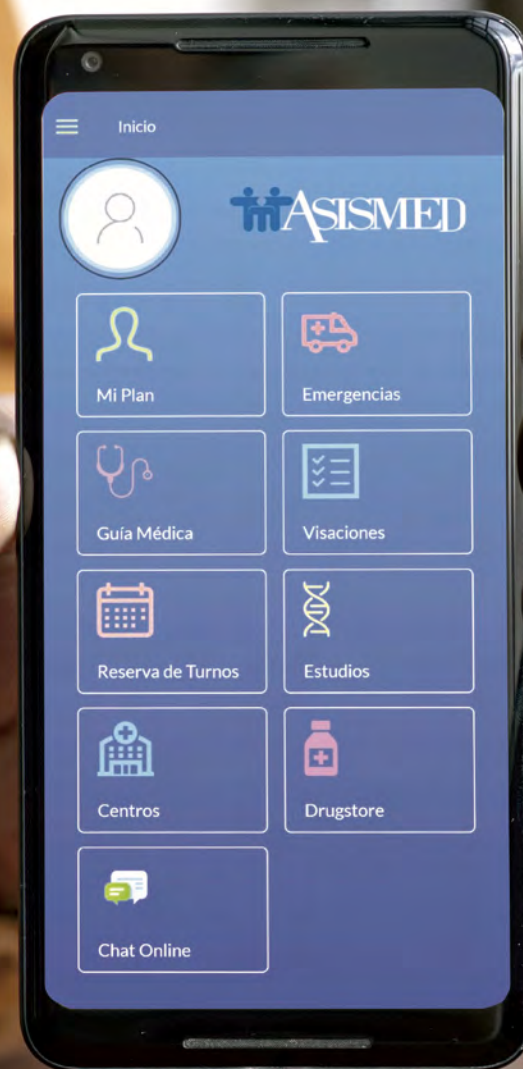 Inicio
ASISMED
Mi Plan
Emergencias
Guía Médica
Visaciones
Reserva de Turnos
Estudios
Centros
Drugstore
Chat Online